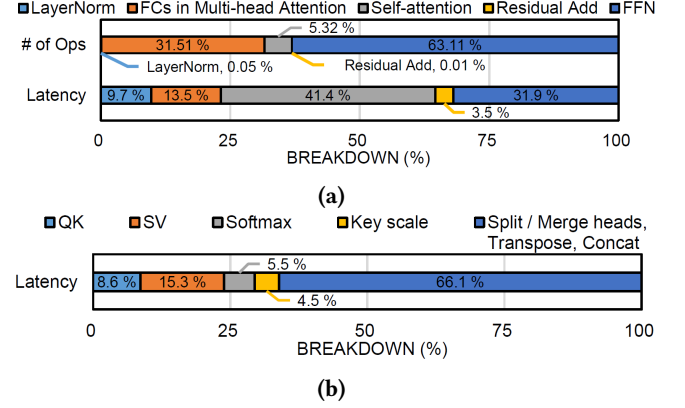 (a) LayerNorm FCs in Multi-head Attention Self-attention Residual Add FFN
5.32 %
# of Ops 31.51 % 63.11 %
LayerNorm, 0.05 % Residual Add, 0.01 %
Latency 9.7 % 13.5 % 41.4 % 31.9 %
3.5 %
0 25 50 75 100
BREAKDOWN (%)
(a)
(b) QK SV Softmax Key scale Split / Merge heads,
Transpose, Concat
5.5 %
Latency 8.6 % 15.3 % 66.1 %
4.5 %
0 25 50 75 100
BREAKDOWN (%)
(b)